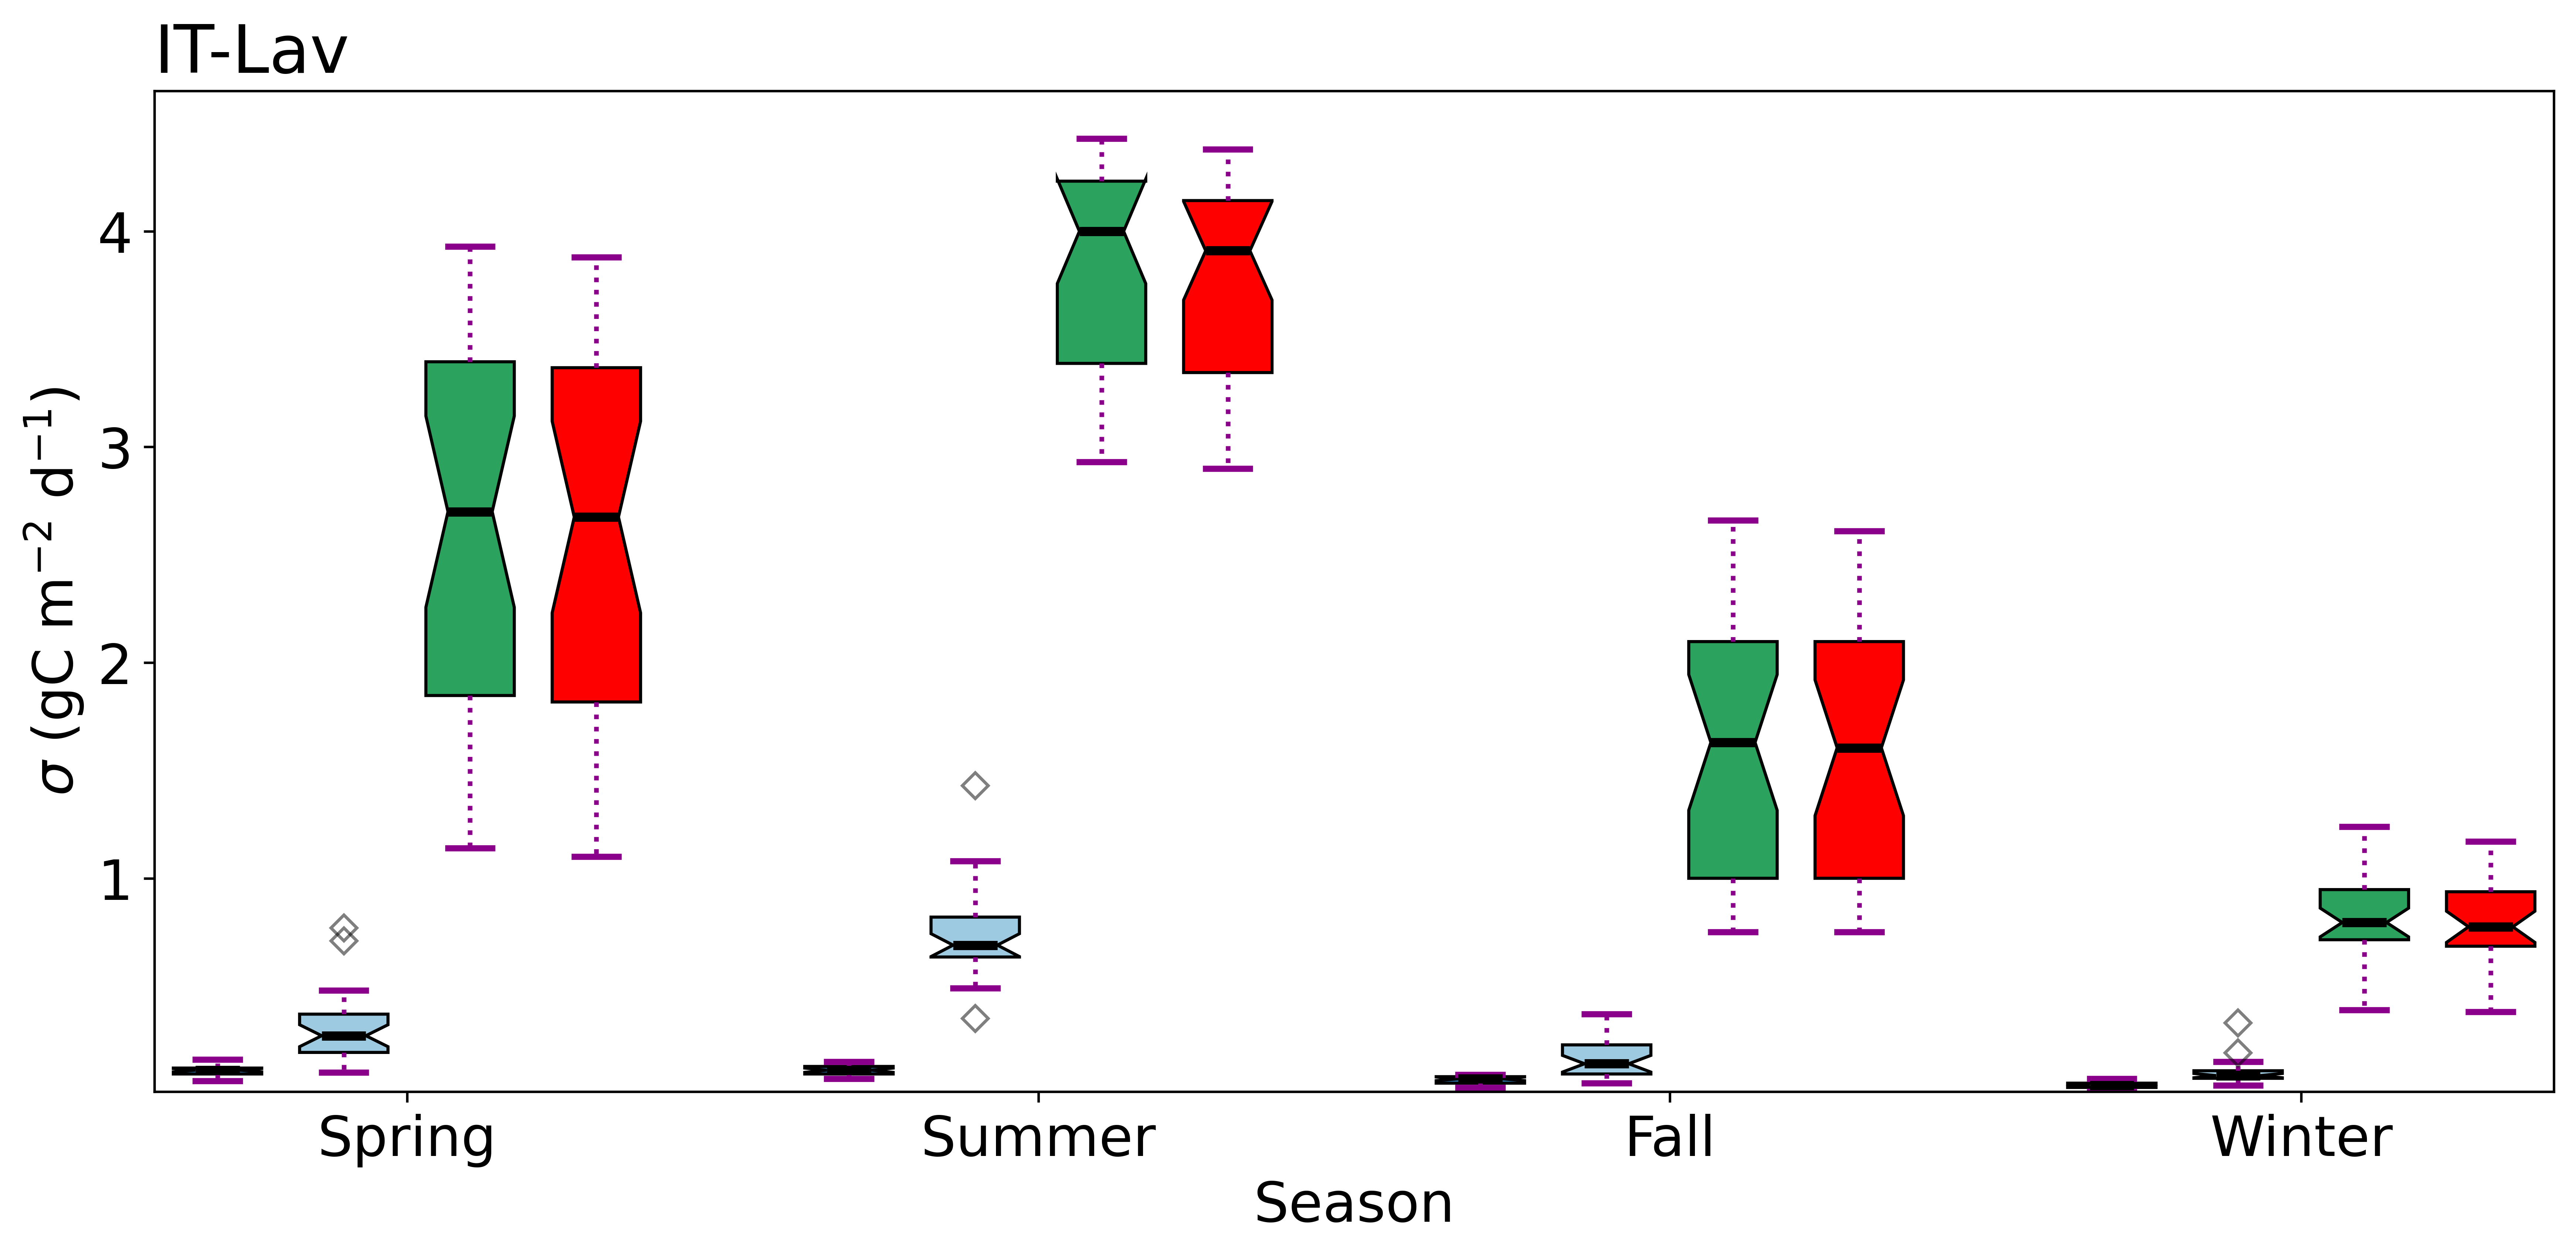 IT-Lav
σ (gC m⁻² d⁻¹)
4
3
2
1
Spring Summer Fall Winter
Season